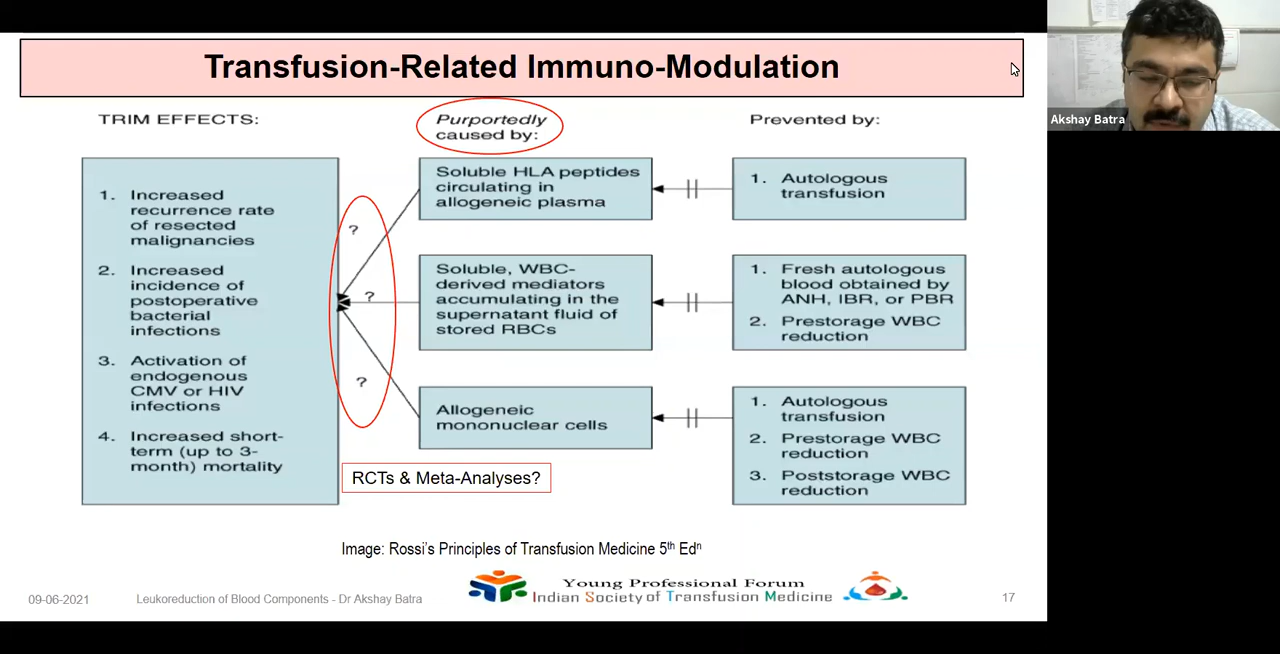 Transfusion-Related Immuno-Modulation
Akshay Batra
TRIM EFFECTS:
1. Increased
recurrence rate
of resected
malignancies
2. Increased
incidence of
postoperative
bacterial
infections
3. Activation of
endogenous
CMV or HIV
infections
4. Increased short-
term (up to 3-
month) mortality
Purportedly
caused by:
Soluble HLA peptides
circulating in
allogeneic plasma
Soluble, WBC-
derived mediators
accumulating in the
supernatant fluid of
stored RBCs
Allogeneic
mononuclear cells
?
?
?
Prevented by:
1. Autologous
transfusion
1. Fresh autologous
blood obtained by
ANH, IBR, or PBR
2. Prestorage WBC
reduction
1. Autologous
transfusion
2. Prestorage WBC
reduction
3. Poststorage WBC
reduction
RCTs & Meta-Analyses?
Image: Rossi's Principles of Transfusion Medicine 5th Edn
09-06-2021
Leukoreduction of Blood Components - Dr Akshay Batra
Young Professional Forum
Indian Society of Transfusion Medicine
17